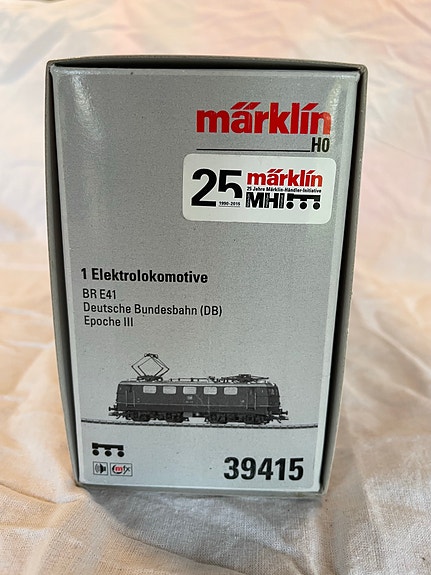 märklin
H0
25
1990-2015
märklin
25 Jahre Märklin-Händler-Initiative
MHI
1 Elektrolokomotive
BR E41
Deutsche Bundesbahn (DB)
Epoche III
mfx
39415